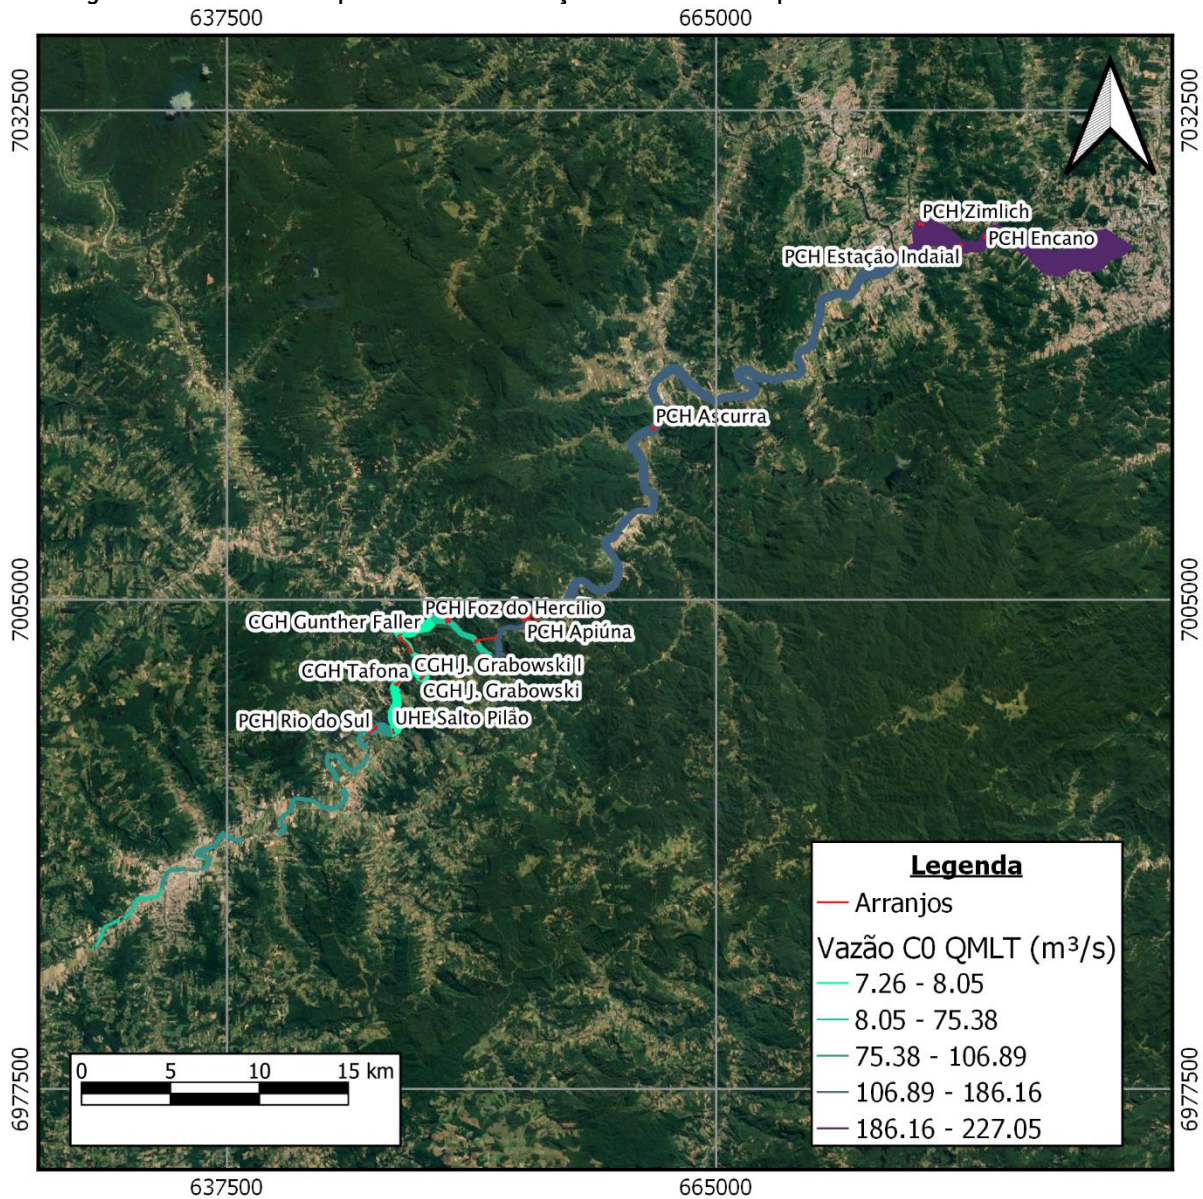 637500 665000
7032500 7032500
PCH Zimlich
PCH Encano
PCH Estação Indaial
PCH Ascurra
7005000 7005000
PCH Foz do Hercílio
CGH Gunther Faller
PCH Apiúna
CGH J. Grabowski I
CGH Tafona
CGH J. Grabowski
PCH Rio do Sul
UHE Salto Pilão
Legenda
Arranjos
Vazão C0 QMLT (m³/s)
7.26 - 8.05
8.05 - 75.38
75.38 - 106.89
106.89 - 186.16
186.16 - 227.05
0 5 10 15 km
6977500 6977500
637500 665000